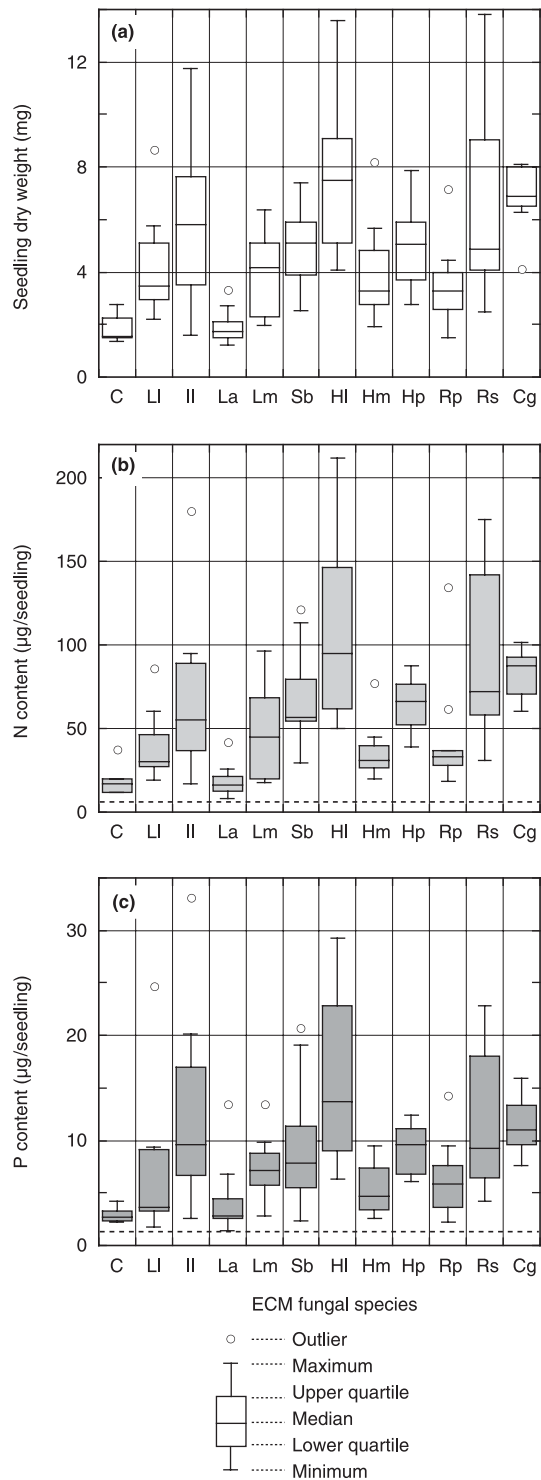 (a)
Seedling dry weight (mg)
12
8
4
0
C Ll Il La Lm Sb Hl Hm Hp Rp Rs Cg
(b)
N content (μg/seedling)
200
150
100
50
0
C Ll Il La Lm Sb Hl Hm Hp Rp Rs Cg
(c)
P content (μg/seedling)
30
20
10
0
C Ll Il La Lm Sb Hl Hm Hp Rp Rs Cg
ECM fungal species
Outlier
Maximum
Upper quartile
Median
Lower quartile
Minimum